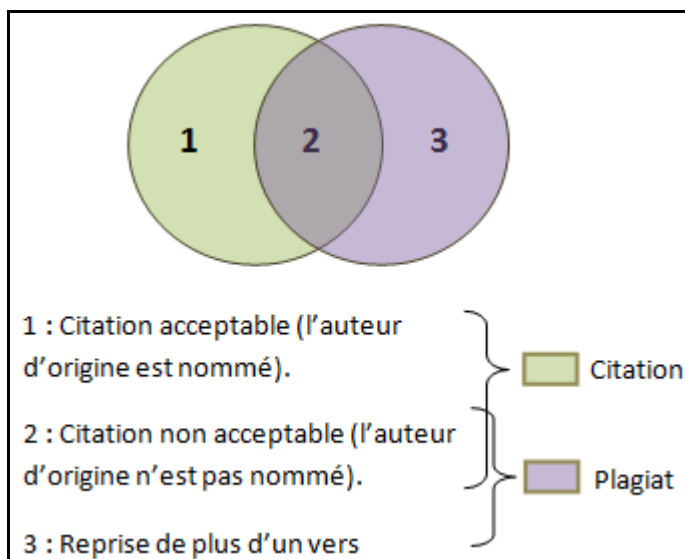 1 2 3
1 : Citation acceptable (l’auteur
d’origine est nommé).
Citation
2 : Citation non acceptable (l’auteur
d’origine n’est pas nommé).
Plagiat
3 : Reprise de plus d’un vers